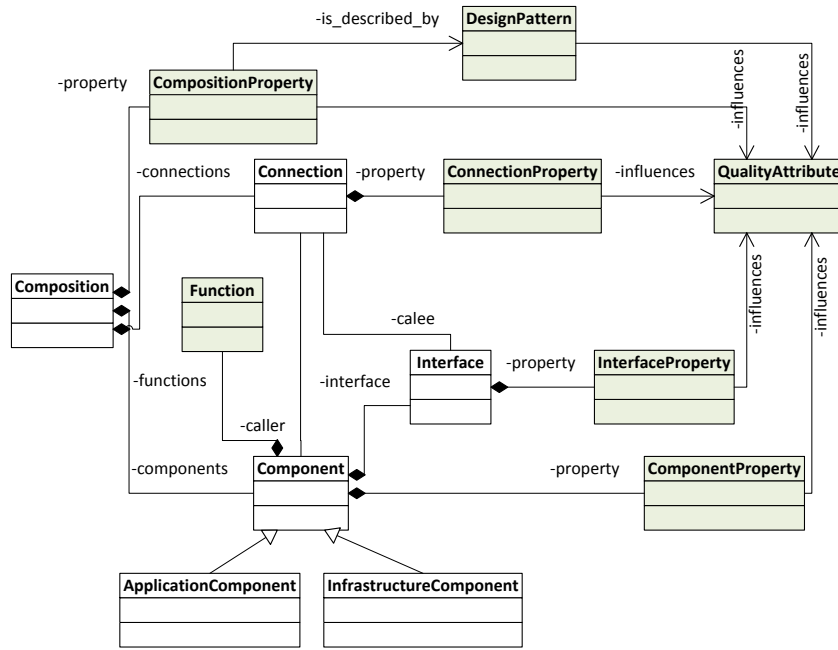 -is_described_by
DesignPattern
-property
CompositionProperty
-influences
-influences
-connections
Connection
-property
ConnectionProperty
-influences
QualityAttribute
Composition
Function
-calee
-influences
-influences
-functions
-interface
Interface
-property
InterfaceProperty
-caller
-components
Component
-property
ComponentProperty
ApplicationComponent
InfrastructureComponent